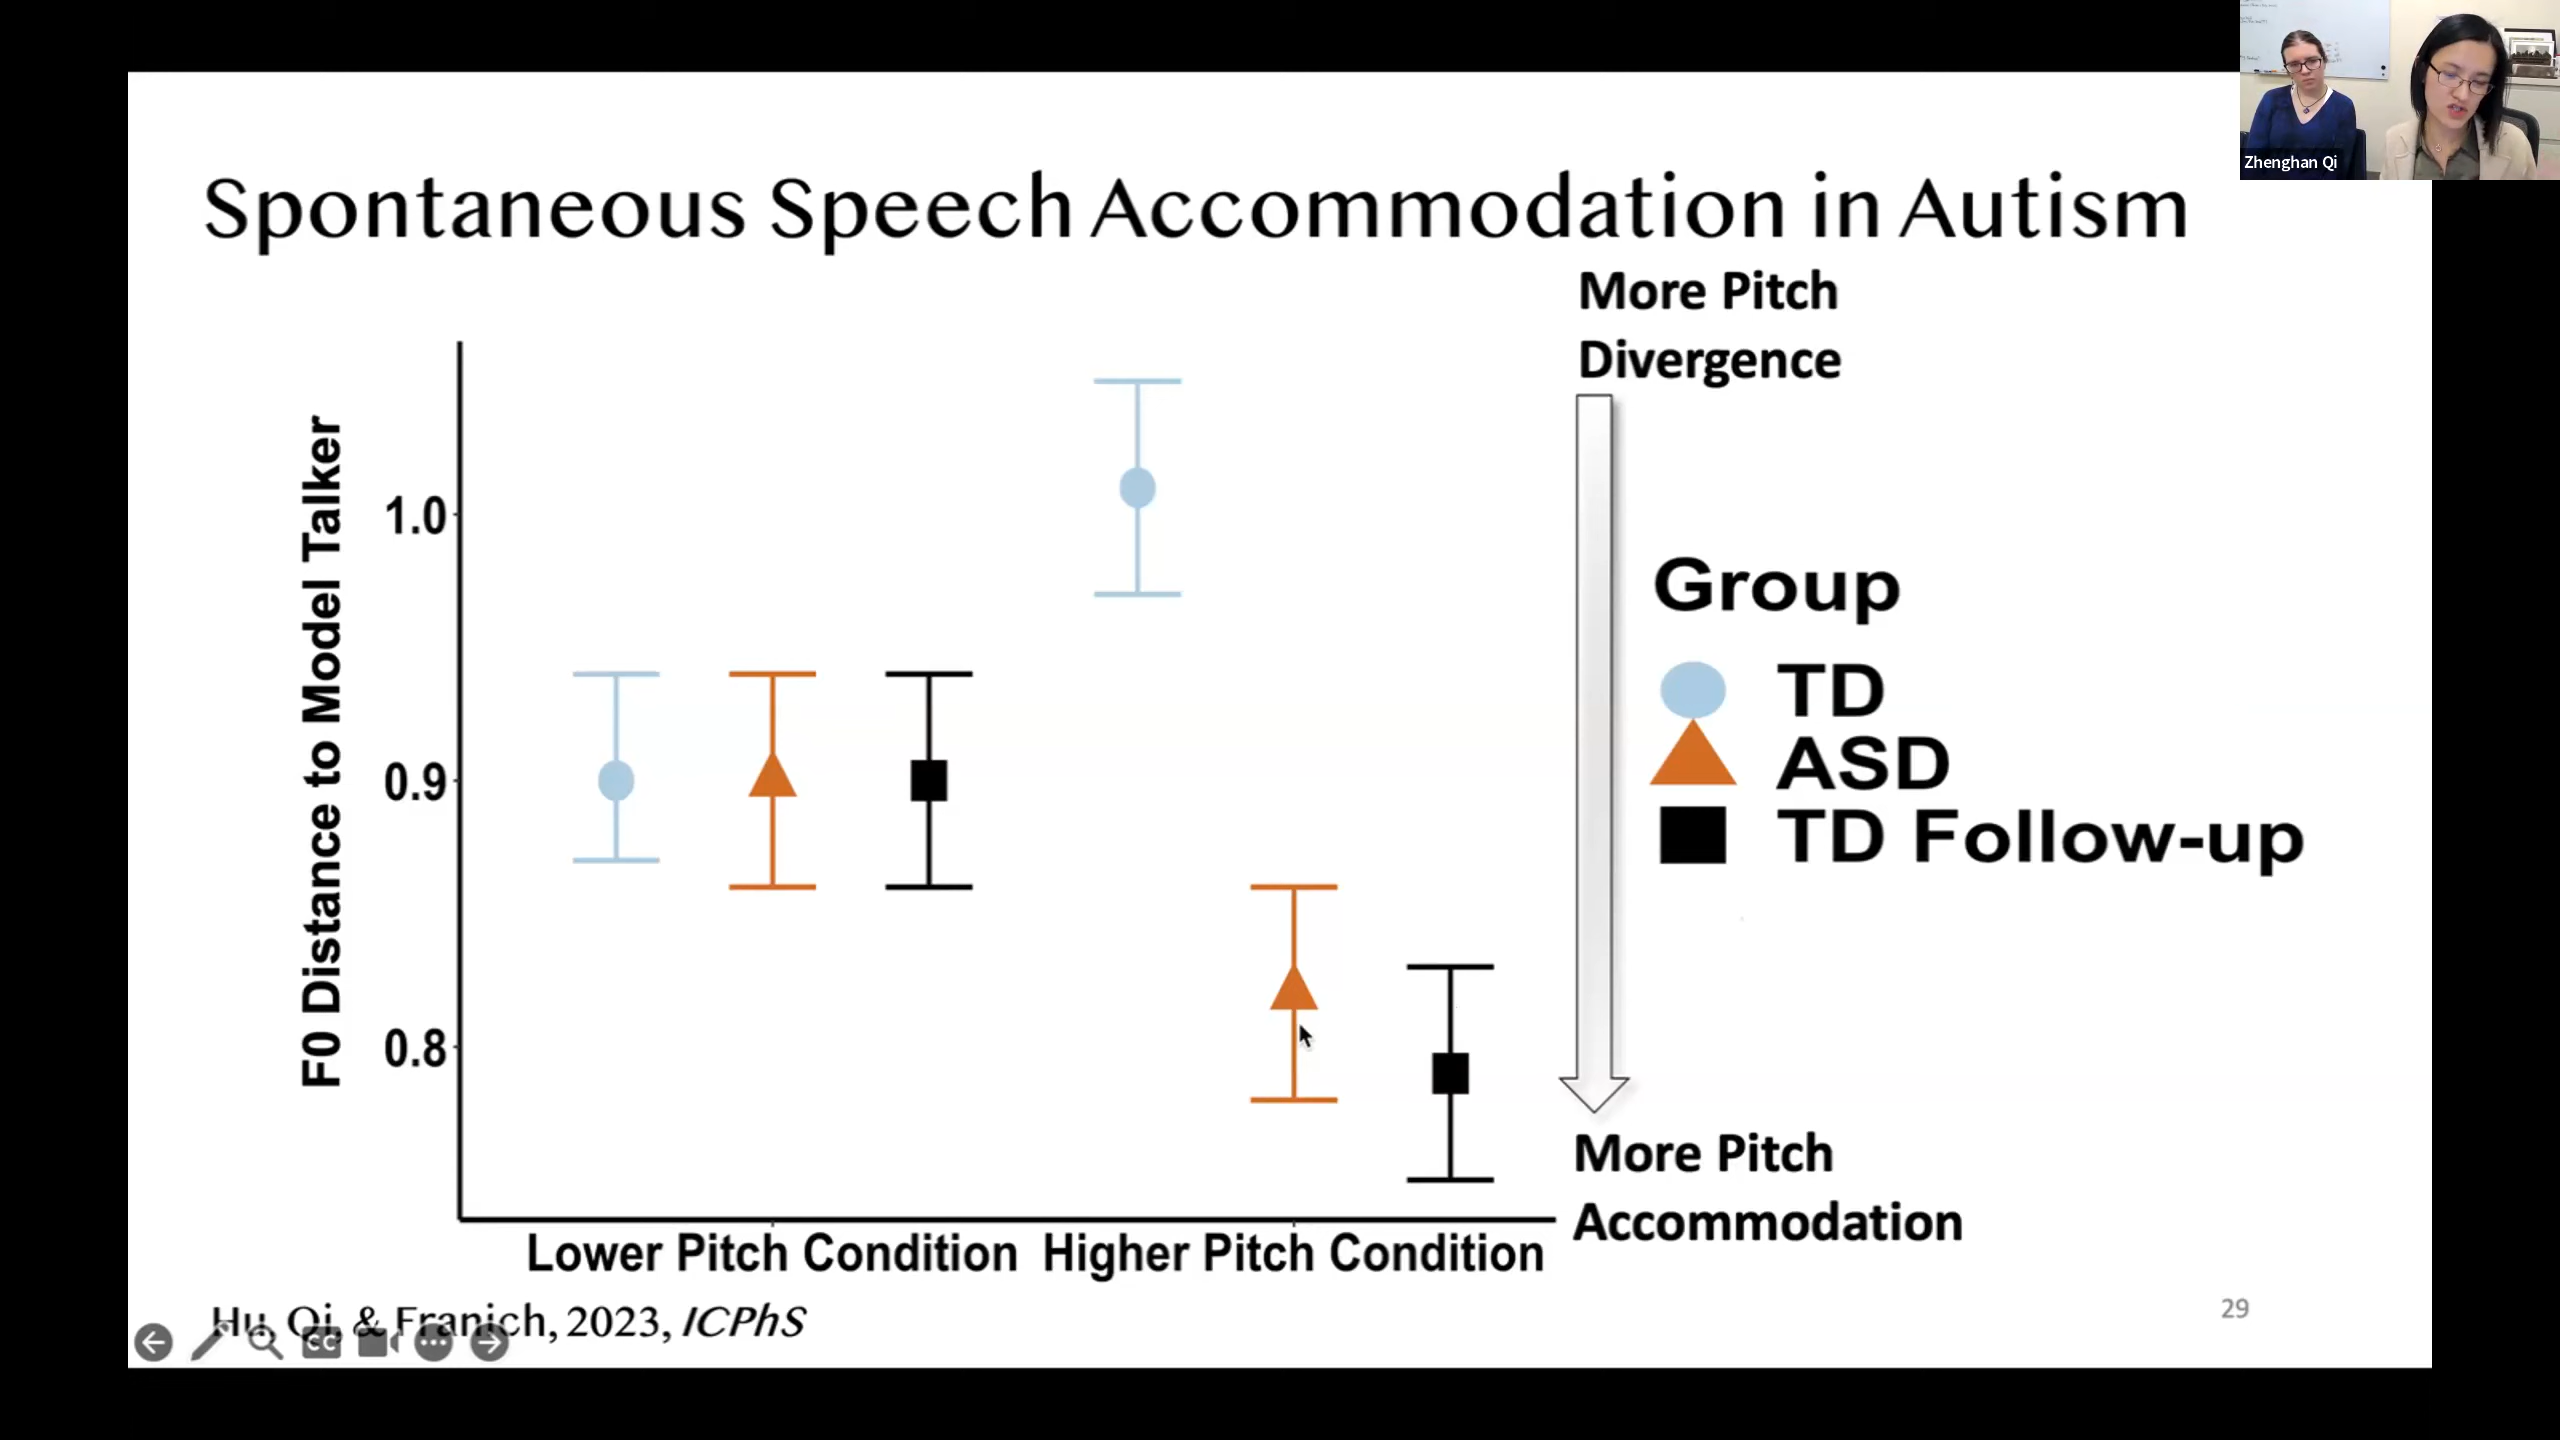 Zhenghan Qi
Spontaneous Speech Accommodation in Autism
More Pitch
Divergence
F0 Distance to Model Talker
1.0
0.9
0.8
Group
TD
ASD
TD Follow-up
More Pitch
Accommodation
Lower Pitch Condition Higher Pitch Condition
Hu, Qi, & Franich, 2023, ICPhS
29
CC